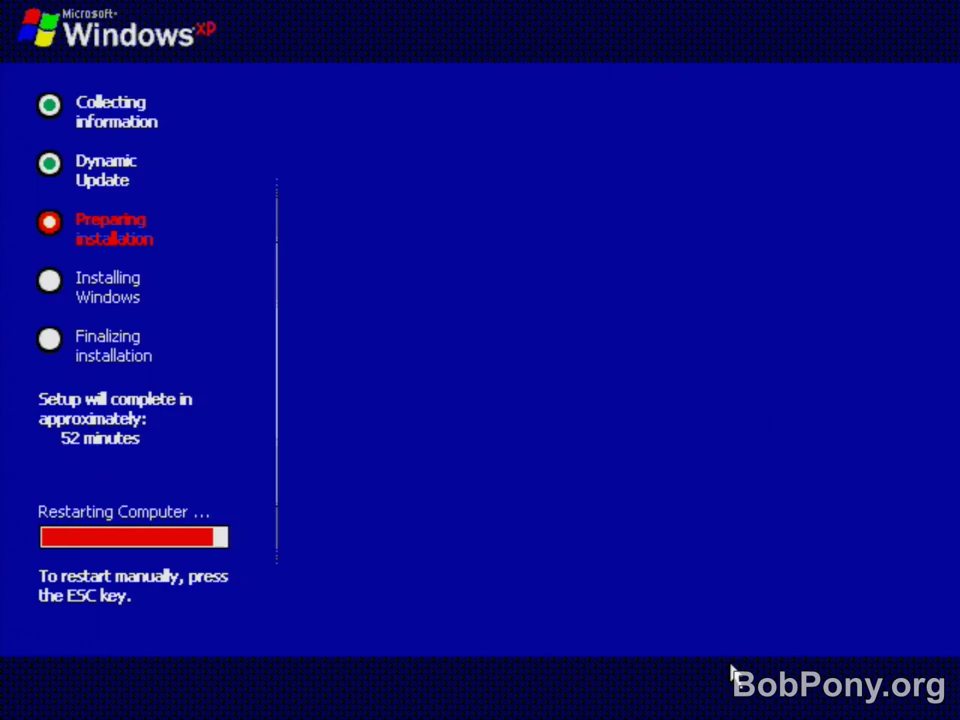 Microsoft
Windows XP
Collecting
information
Dynamic
Update
Preparing
installation
Installing
Windows
Finalizing
installation
Setup will complete in
approximately:
52 minutes
Restarting Computer ...
To restart manually, press
the ESC key.
BobPony.org